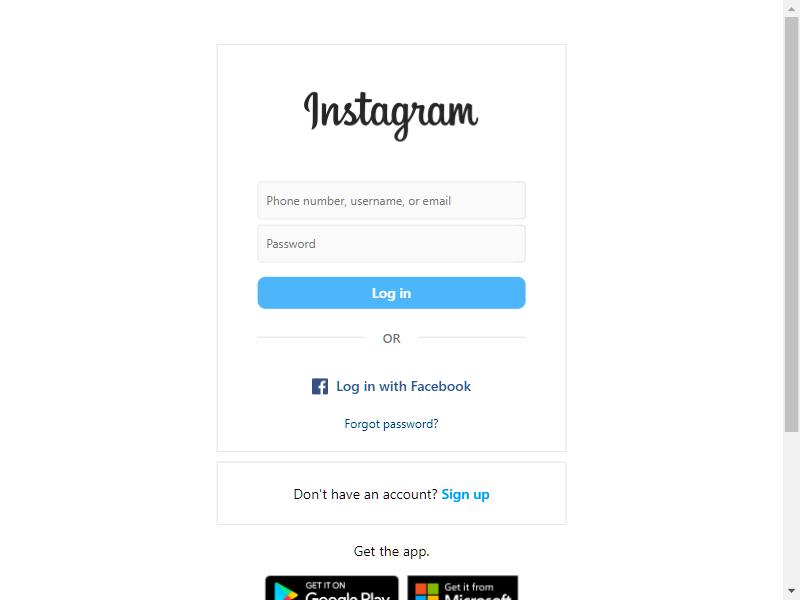 Instagram
Phone number, username, or email
Password
Log in
OR
Log in with Facebook
Forgot password?
Don't have an account? Sign up
Get the app.
GET IT ON
Google Play
Get it from
Microsoft